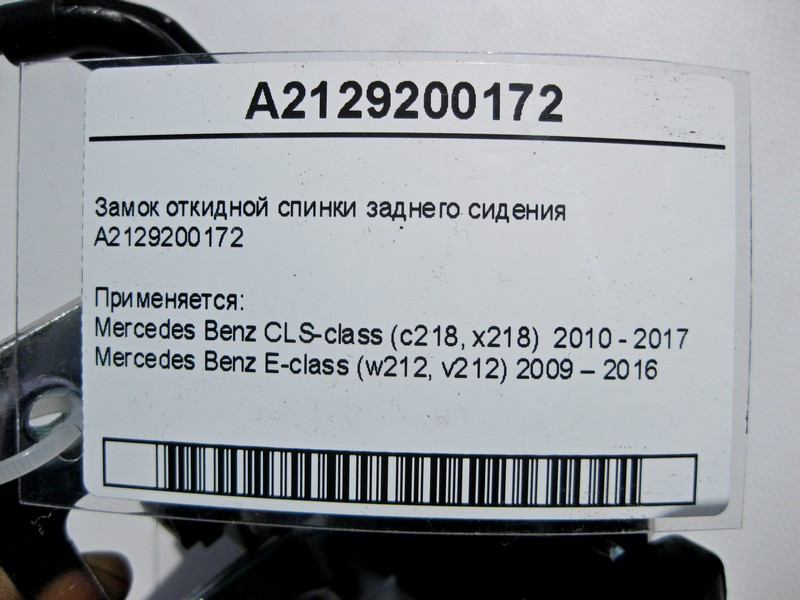 A2129200172
Замок откидной спинки заднего сидения
A2129200172
Применяется:
Mercedes Benz CLS-class (c218, x218) 2010 - 2017
Mercedes Benz E-class (w212, v212) 2009 – 2016